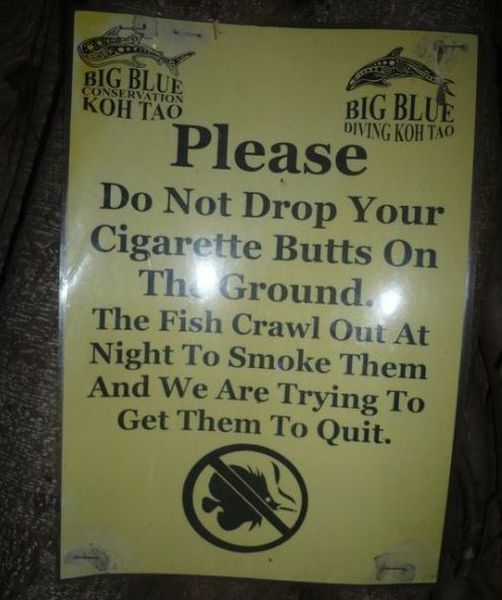 BIG BLUE
CONSERVATION
KOH TAO
BIG BLUE
DIVING KOH TAO
Please
Do Not Drop Your
Cigarette Butts On
The Ground.
The Fish Crawl Out At
Night To Smoke Them
And We Are Trying To
Get Them To Quit.